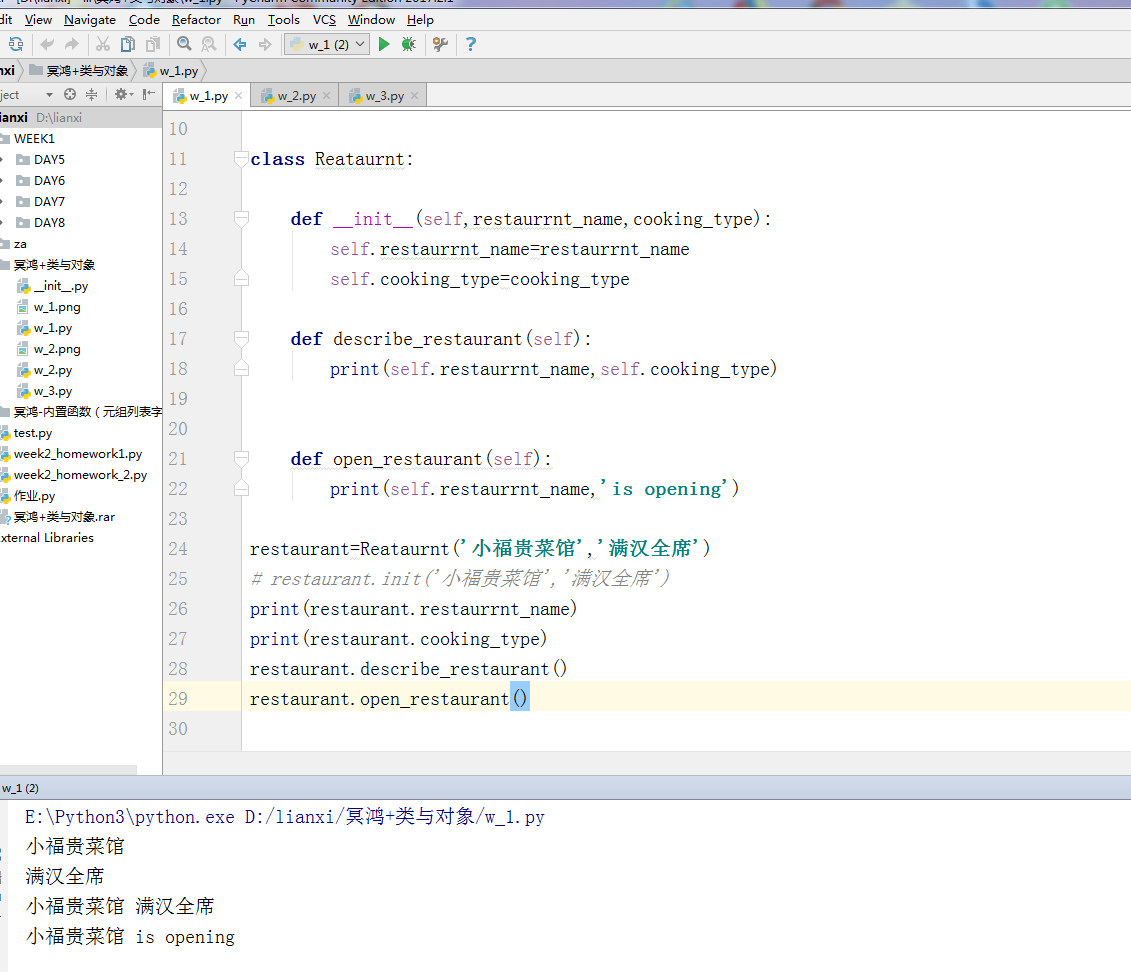 dit View Navigate Code Refactor Run Tools VCS Window Help
w_1 (2)
nxi 冥鸿+类与对象 w_1.py
ject
w_1.py w_2.py w_3.py
ianxi D:\lianxi
WEEK1
DAY5
DAY6
DAY7
DAY8
za
冥鸿+类与对象
__init__.py
w_1.png
w_1.py
w_2.png
w_2.py
w_3.py
冥鸿-内置函数（元组列表字
test.py
week2_homework1.py
week2_homework_2.py
作业.py
冥鸿+类与对象.rar
xternal Libraries
10
11 class Reataurnt:
12
13 def __init__(self,restaurrnt_name,cooking_type):
14 self.restaurrnt_name=restaurrnt_name
15 self.cooking_type=cooking_type
16
17 def describe_restaurant(self):
18 print(self.restaurrnt_name,self.cooking_type)
19
20
21 def open_restaurant(self):
22 print(self.restaurrnt_name,'is opening')
23
24 restaurant=Reataurnt('小福贵菜馆','满汉全席')
25 # restaurant.init('小福贵菜馆','满汉全席')
26 print(restaurant.restaurrnt_name)
27 print(restaurant.cooking_type)
28 restaurant.describe_restaurant()
29 restaurant.open_restaurant()
30
w_1 (2)
E:\Python3\python.exe D:/lianxi/冥鸿+类与对象/w_1.py
小福贵菜馆
满汉全席
小福贵菜馆 满汉全席
小福贵菜馆 is opening